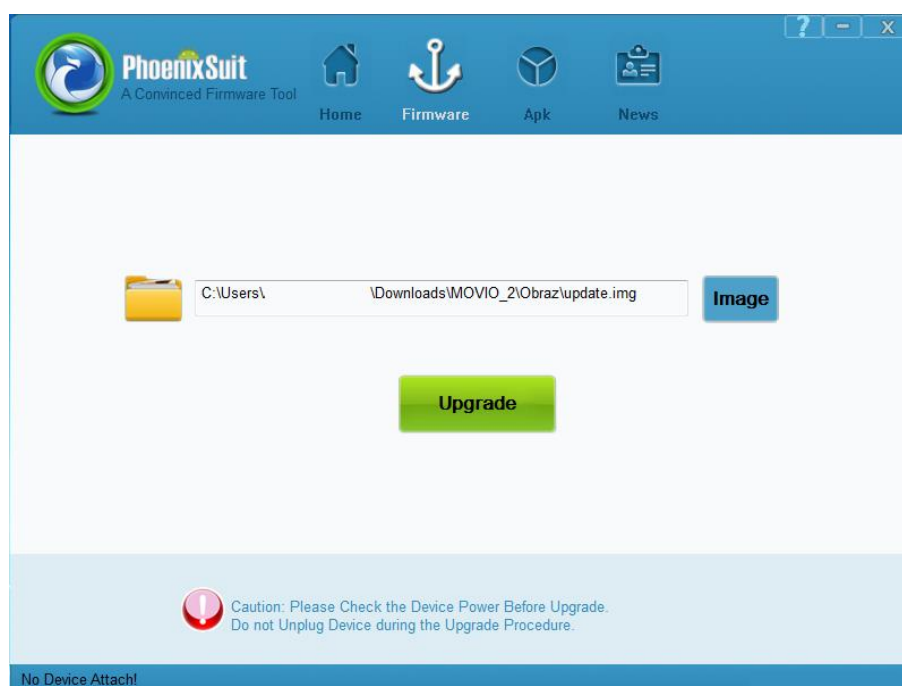 ? - x
PhoenixSuit
A Convinced Firmware Tool
Home Firmware Apk News
C:\Users\ \Downloads\MOVIO_2\Obraz\update.img
Image
Upgrade
Caution: Please Check the Device Power Before Upgrade.
Do not Unplug Device during the Upgrade Procedure.
No Device Attach!